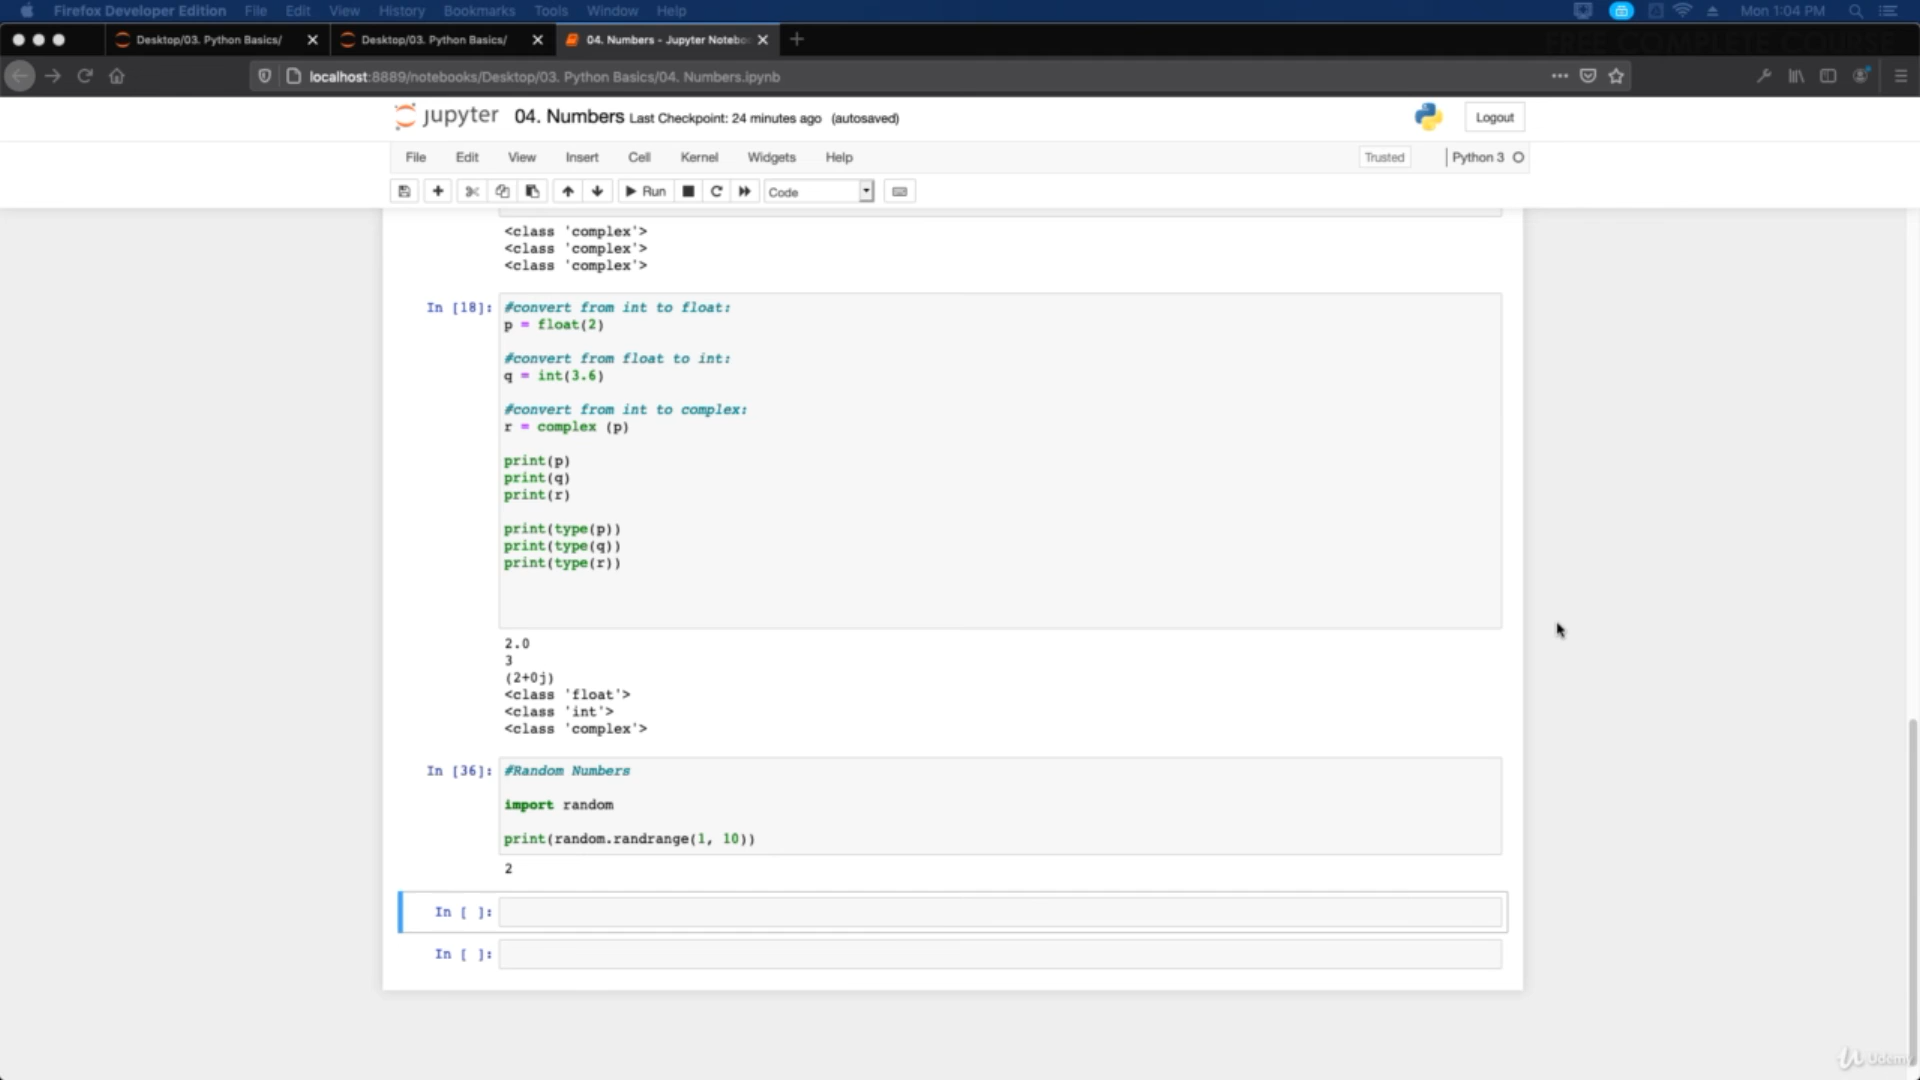 Firefox Developer Edition File Edit View History Bookmarks Tools Window Help Mon 1:04 PM
FREE COMPLETE COURSE
Desktop/03. Python Basics/ Desktop/03. Python Basics/ 04. Numbers - Jupyter Notebo
localhost:8889/notebooks/Desktop/03. Python Basics/04. Numbers.ipynb
jupyter 04. Numbers Last Checkpoint: 24 minutes ago (autosaved) Logout
File Edit View Insert Cell Kernel Widgets Help Trusted Python 3
Run Code
<class 'complex'>
<class 'complex'>
<class 'complex'>
In [18]: #convert from int to float:
p = float(2)
#convert from float to int:
q = int(3.6)
#convert from int to complex:
r = complex (p)
print(p)
print(q)
print(r)
print(type(p))
print(type(q))
print(type(r))
2.0
3
(2+0j)
<class 'float'>
<class 'int'>
<class 'complex'>
In [36]: #Random Numbers
import random
print(random.randrange(1, 10))
2
In [ ]:
In [ ]:
Udemy